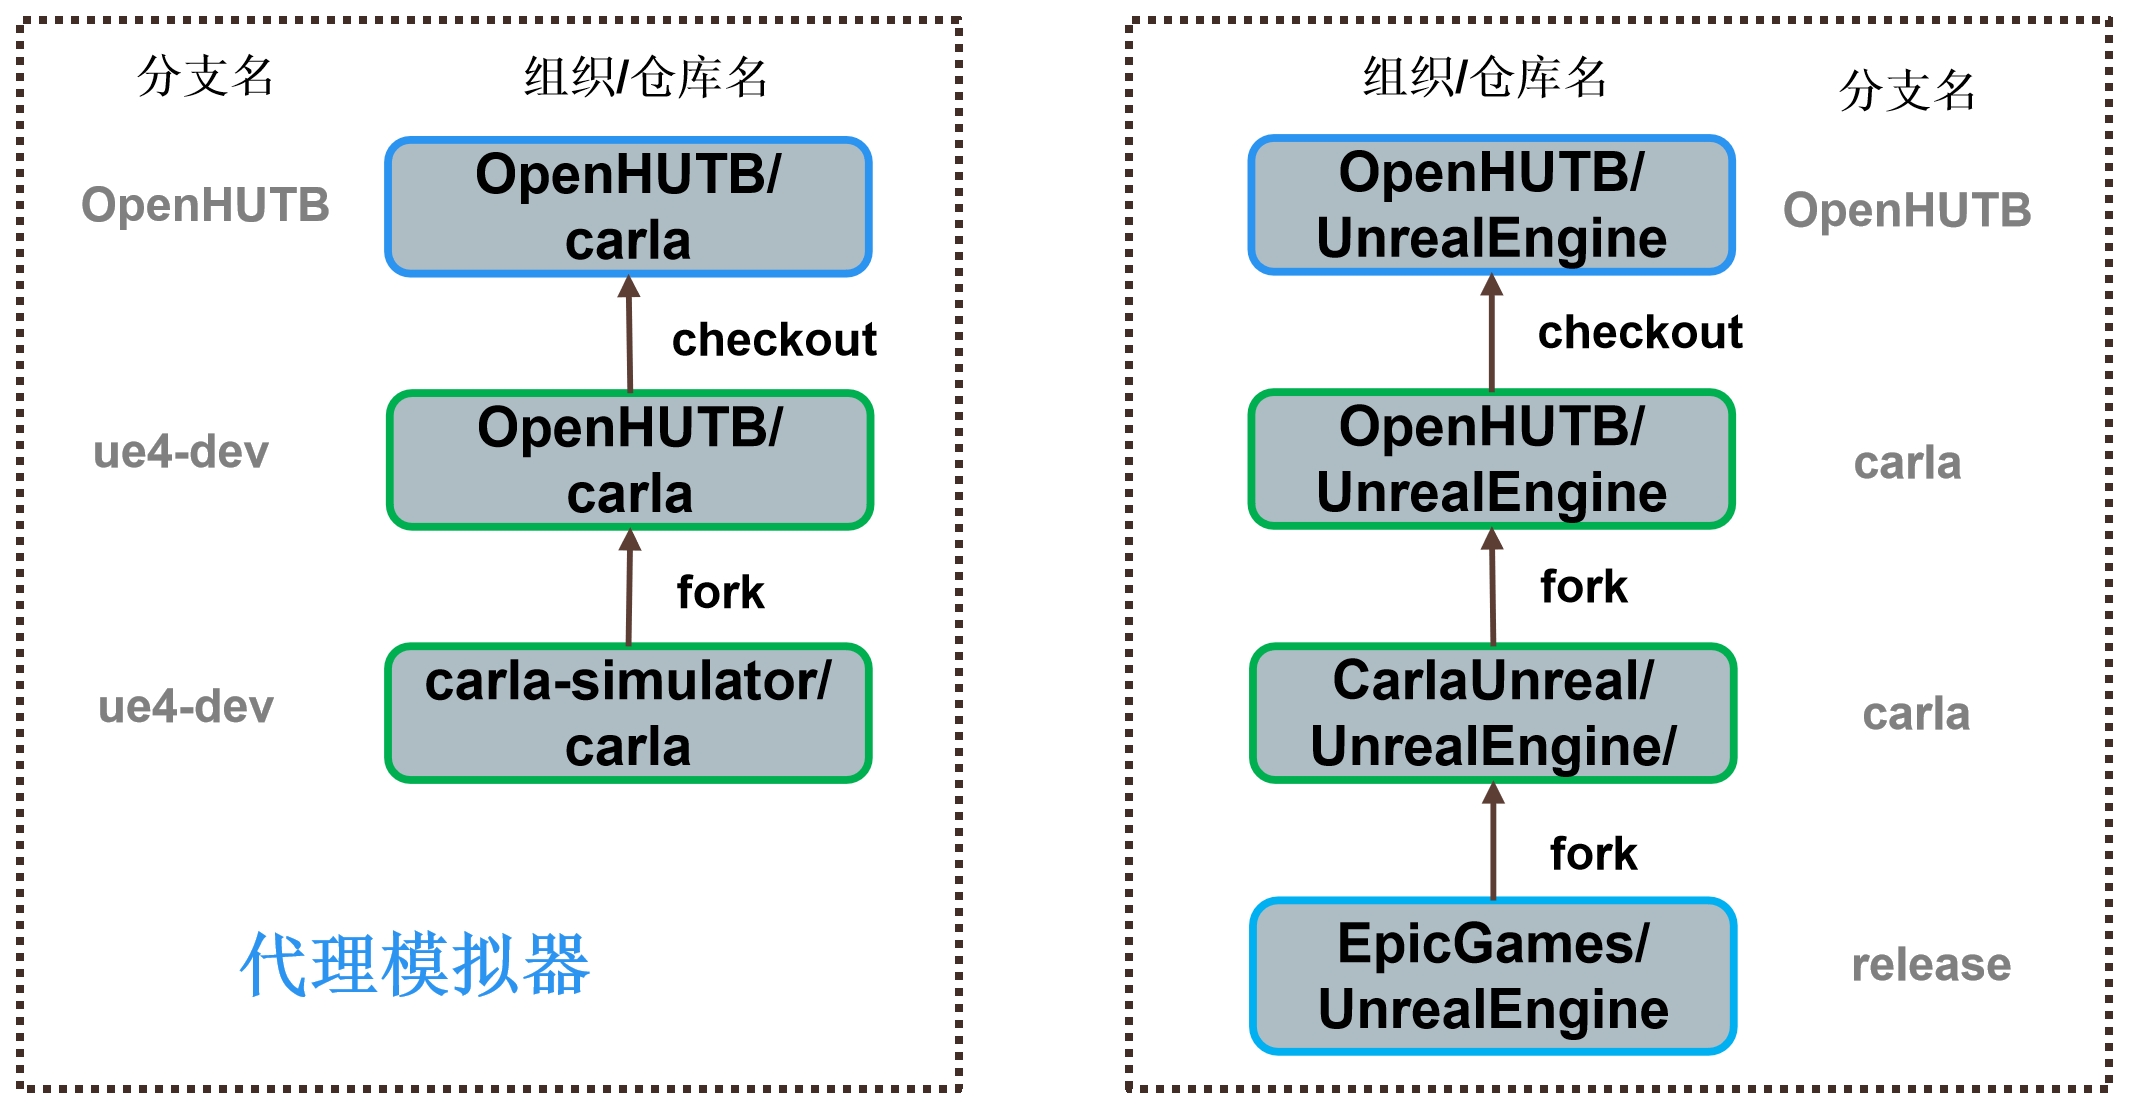 分支名
组织/仓库名
OpenHUTB
OpenHUTB/
carla
checkout
ue4-dev
OpenHUTB/
carla
fork
ue4-dev
carla-simulator/
carla
代理模拟器
组织/仓库名
分支名
OpenHUTB/
UnrealEngine
OpenHUTB
checkout
OpenHUTB/
UnrealEngine
carla
fork
CarlaUnreal/
UnrealEngine/
carla
fork
EpicGames/
UnrealEngine
release